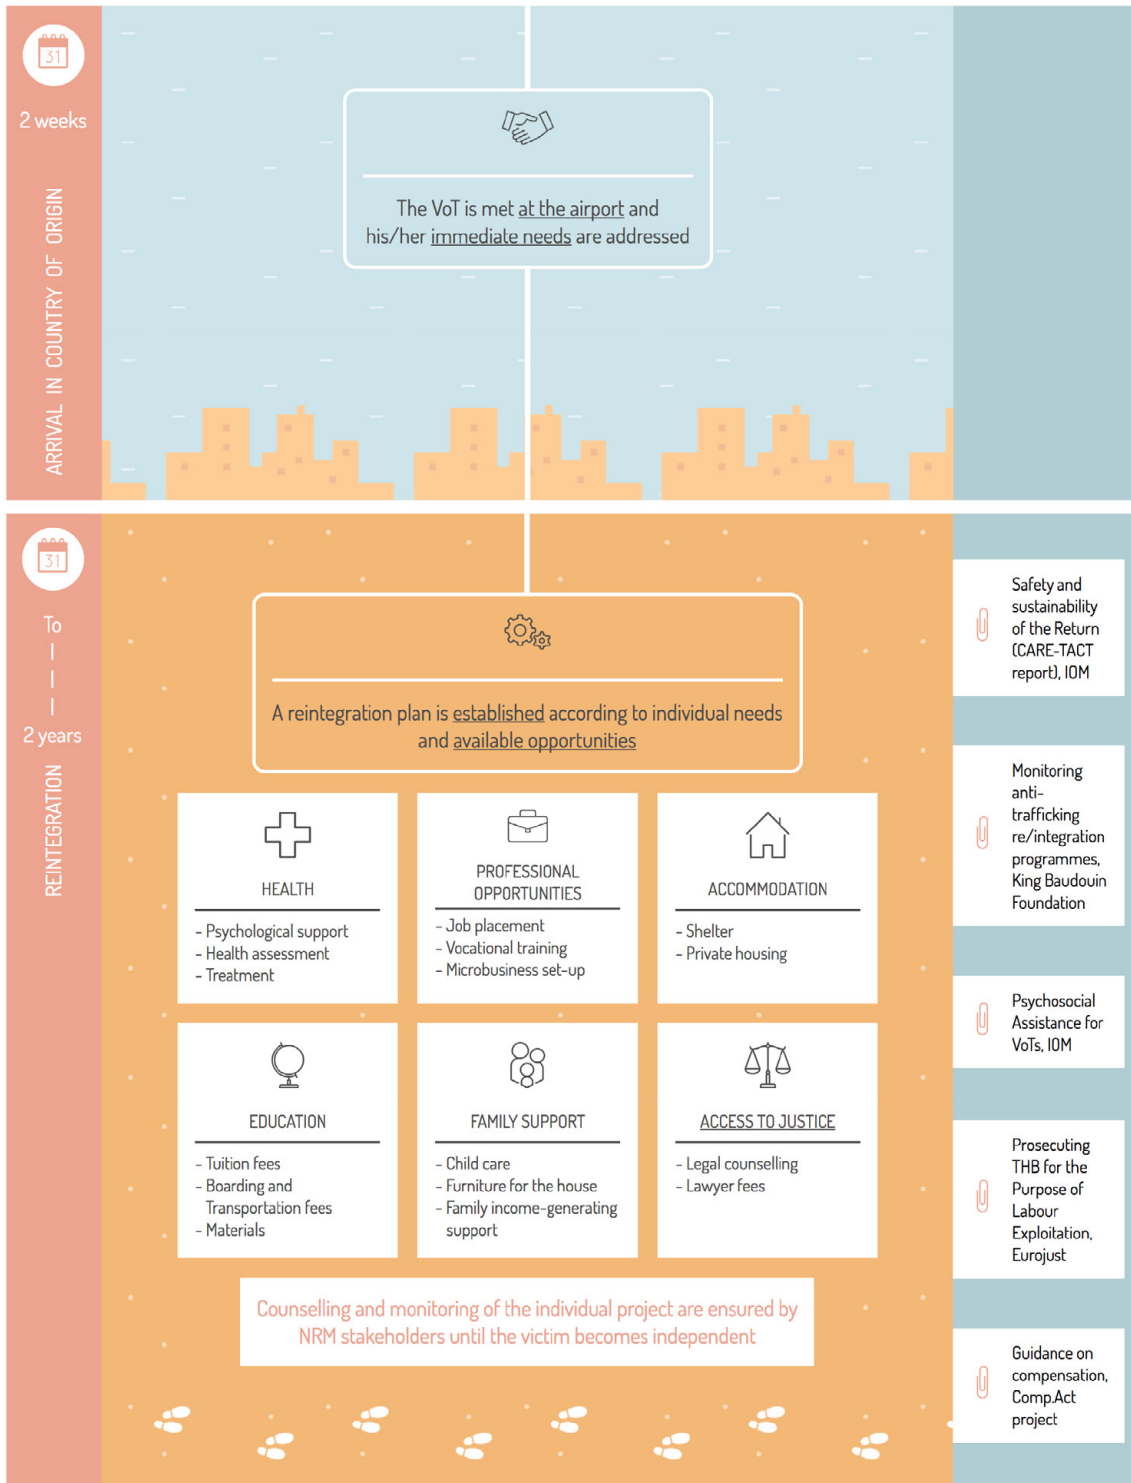 31
2 weeks
ARRIVAL IN COUNTRY OF ORIGIN
The VoT is met at the airport and
his/her immediate needs are addressed
31
To
2 years
REINTEGRATION
A reintegration plan is established according to individual needs
and available opportunities
HEALTH
- Psychological support
- Health assessment
- Treatment
PROFESSIONAL
OPPORTUNITIES
- Job placement
- Vocational training
- Microbusiness set-up
ACCOMMODATION
- Shelter
- Private housing
EDUCATION
- Tuition fees
- Boarding and
Transportation fees
- Materials
FAMILY SUPPORT
- Child care
- Furniture for the house
- Family income-generating
support
ACCESS TO JUSTICE
- Legal counselling
- Lawyer fees
Counselling and monitoring of the individual project are ensured by
NRM stakeholders until the victim becomes independent
Safety and
sustainability
of the Return
(CARE-TACT
report), IOM
Monitoring
anti-
trafficking
re/integration
programmes,
King Baudouin
Foundation
Psychosocial
Assistance for
VoTs, IOM
Prosecuting
THB for the
Purpose of
Labour
Exploitation,
Eurojust
Guidance on
compensation,
Comp.Act
project